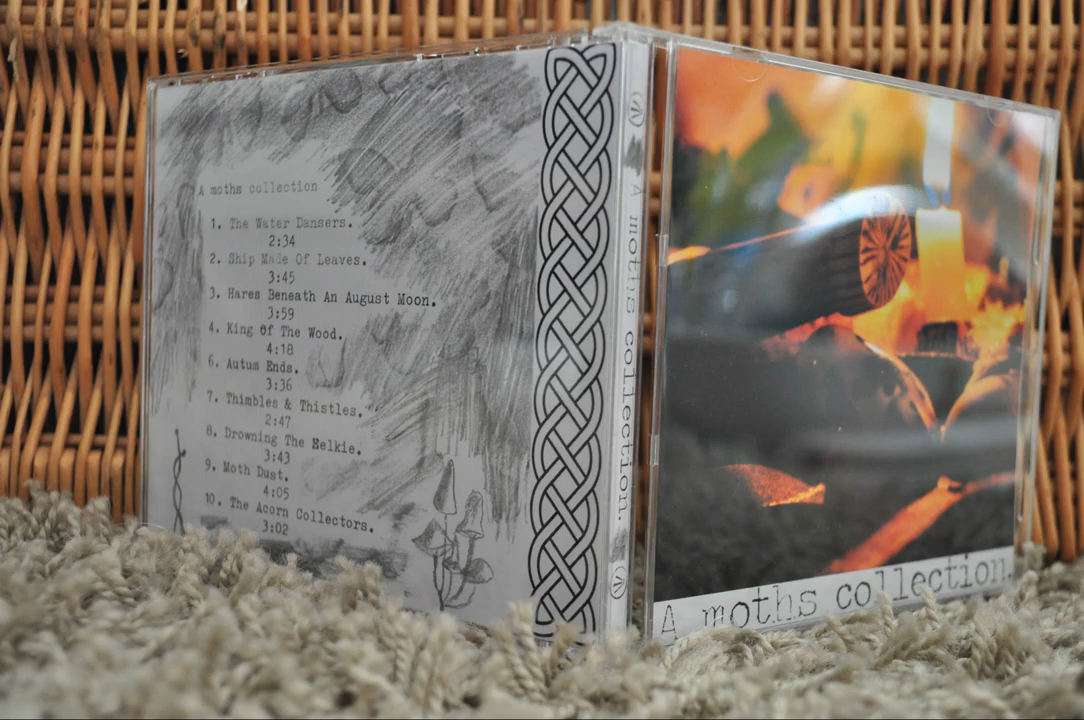 A moths collection
1. The Water Dansers.
2:34
2. Ship Made Of Leaves.
3:45
3. Hares Beneath An August Moon.
3:59
4. King Of The Wood.
4:18
6. Autum Ends.
3:36
7. Thimbles & Thistles.
2:47
8. Drowning The Eelkie.
3:43
9. Moth Dust.
4:05
10. The Acorn Collectors.
3:02
A moths collection.
A moths collection.